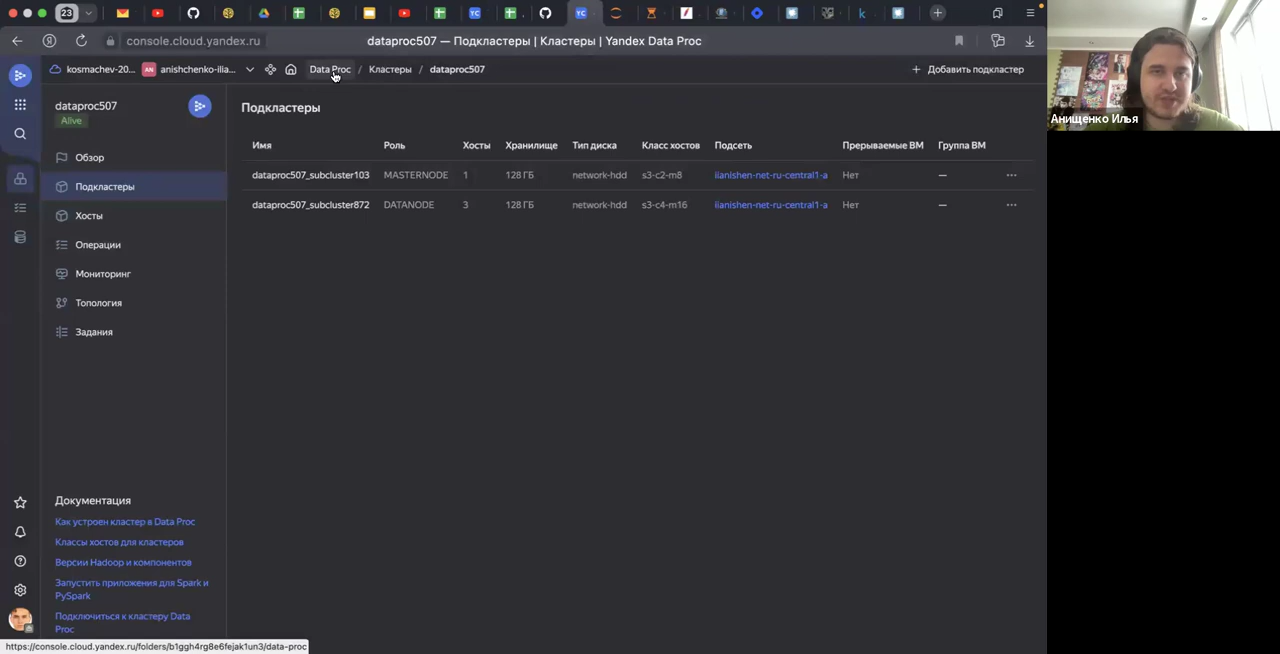 23
console.cloud.yandex.ru
dataproc507 — Подкластеры | Кластеры | Yandex Data Proc
kosmachev-20...
AN
anishchenko-ilia...
Data Proc / Кластеры / dataproc507
+ Добавить подкластер
Анищенко Илья
dataproc507
Alive
Обзор
Подкластеры
Хосты
Операции
Мониторинг
Топология
Задания
Подкластеры
Имя Роль Хосты Хранилище Тип диска Класс хостов Подсеть Прерываемые ВМ Группа ВМ
dataproc507_subcluster103 MASTERNODE 1 128 ГБ network-hdd s3-c2-m8 iianishen-net-ru-central1-a Нет — ...
dataproc507_subcluster872 DATANODE 3 128 ГБ network-hdd s3-c4-m16 iianishen-net-ru-central1-a Нет — ...
Документация
Как устроен кластер в Data Proc
Классы хостов для кластеров
Версии Hadoop и компонентов
Запустить приложения для Spark и
PySpark
Подключиться к кластеру Data
Proc
https://console.cloud.yandex.ru/folders/b1ggh4rg8e6fejak1un3/data-proc